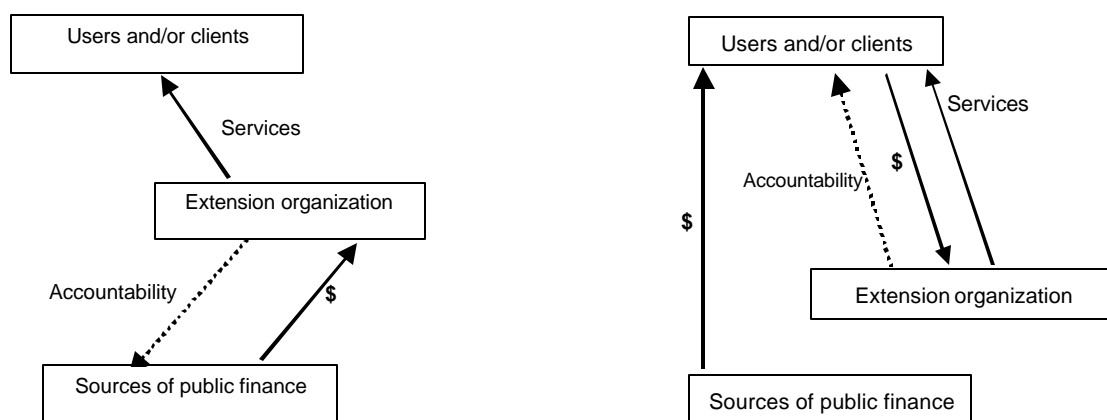 Users and/or clients
Services
Extension organization
Accountability
$
Sources of public finance
Users and/or clients
Services
$
Accountability
$
Extension organization
Sources of public finance